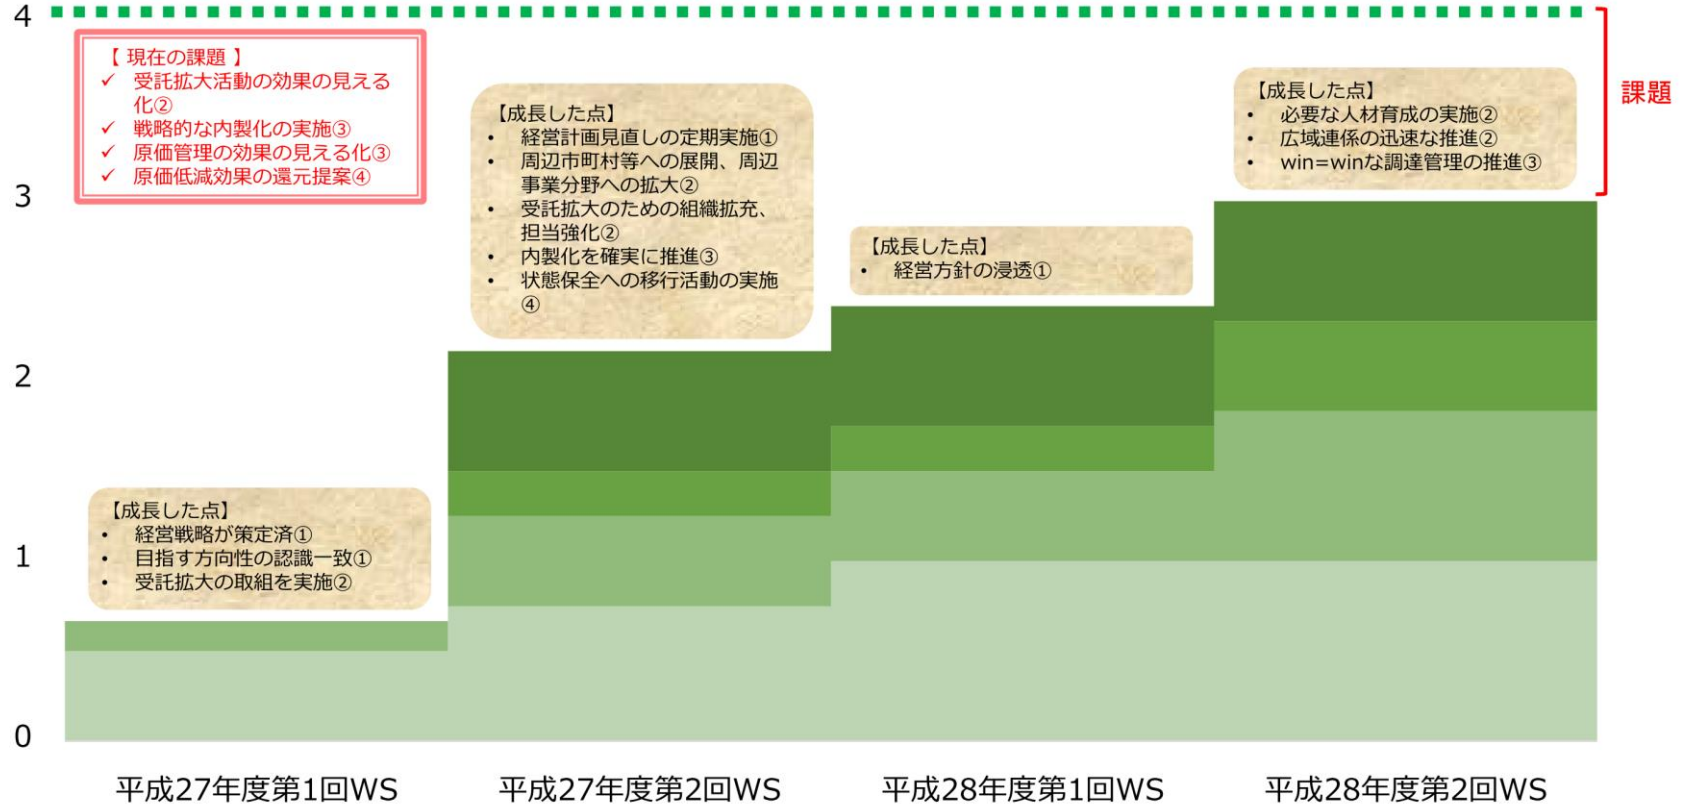 4
【 現在の課題 】
✓ 受託拡大活動の効果の見える
化②
✓ 戦略的な内製化の実施③
✓ 原価管理の効果の見える化③
✓ 原価低減効果の還元提案④
【成長した点】
• 経営計画見直しの定期実施①
• 周辺市町村等への展開、周辺
事業分野への拡大②
• 受託拡大のための組織拡充、
担当強化②
• 内製化を確実に推進③
• 状態保全への移行活動の実施
④
【成長した点】
• 必要な人材育成の実施②
• 広域連係の迅速な推進②
• win=winな調達管理の推進③
課題
3
【成長した点】
• 経営方針の浸透①
2
【成長した点】
• 経営戦略が策定済①
• 目指す方向性の認識一致①
• 受託拡大の取組を実施②
1
0
平成27年度第1回WS
平成27年度第2回WS
平成28年度第1回WS
平成28年度第2回WS